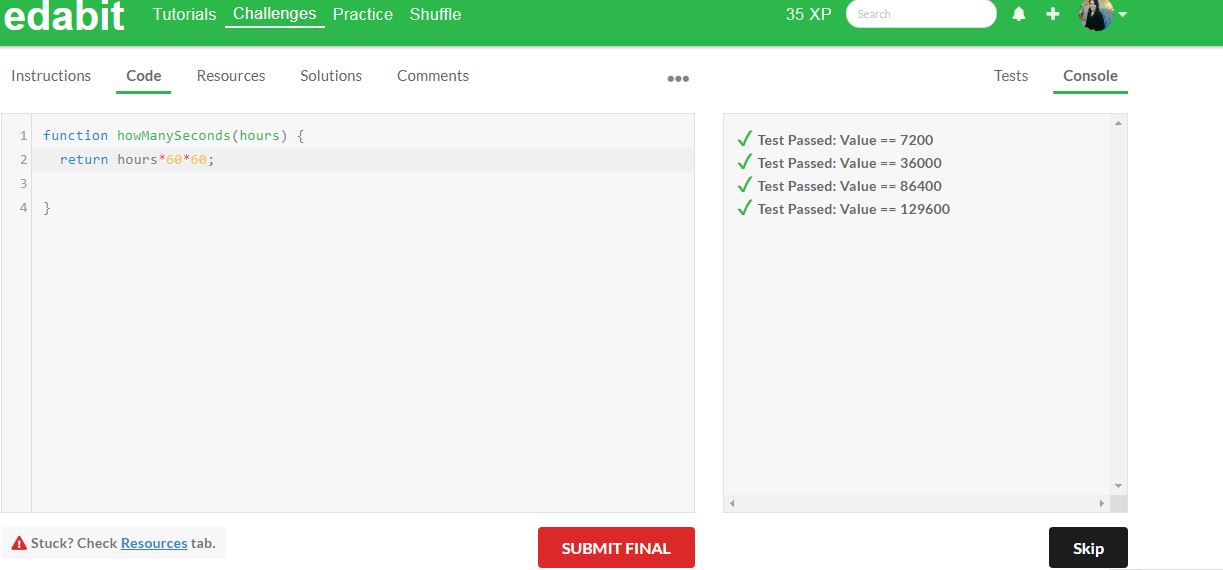 edabit Tutorials Challenges Practice Shuffle 35 XP Search
Instructions Code Resources Solutions Comments ••• Tests Console
1 function howManySeconds(hours) {
2 return hours*60*60;
3
4 }
✓ Test Passed: Value == 7200
✓ Test Passed: Value == 36000
✓ Test Passed: Value == 86400
✓ Test Passed: Value == 129600
Stuck? Check Resources tab. SUBMIT FINAL Skip